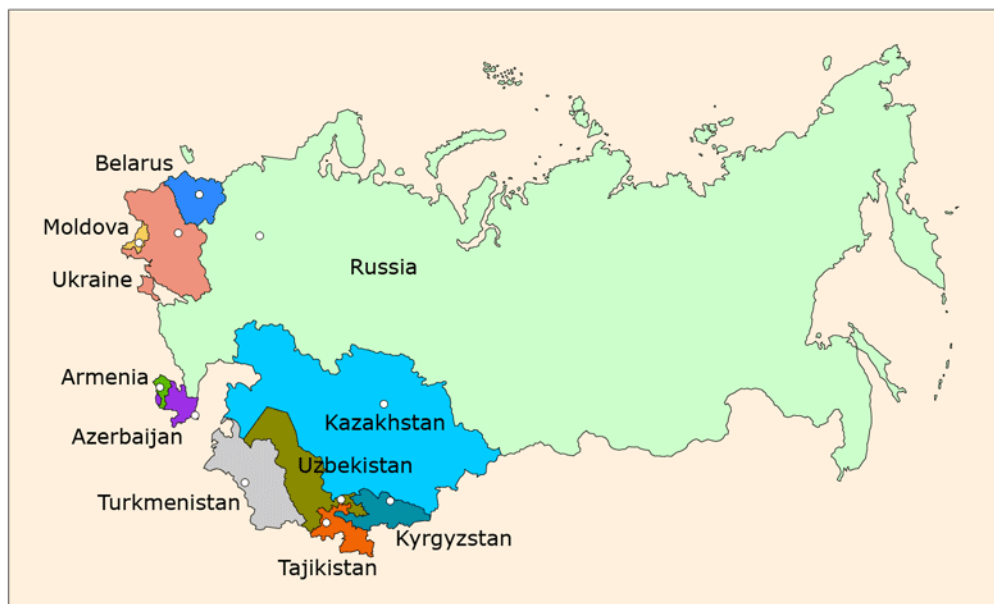 Belarus
Moldova
Ukraine
Russia
Armenia
Azerbaijan
Kazakhstan
Uzbekistan
Turkmenistan
Kyrgyzstan
Tajikistan